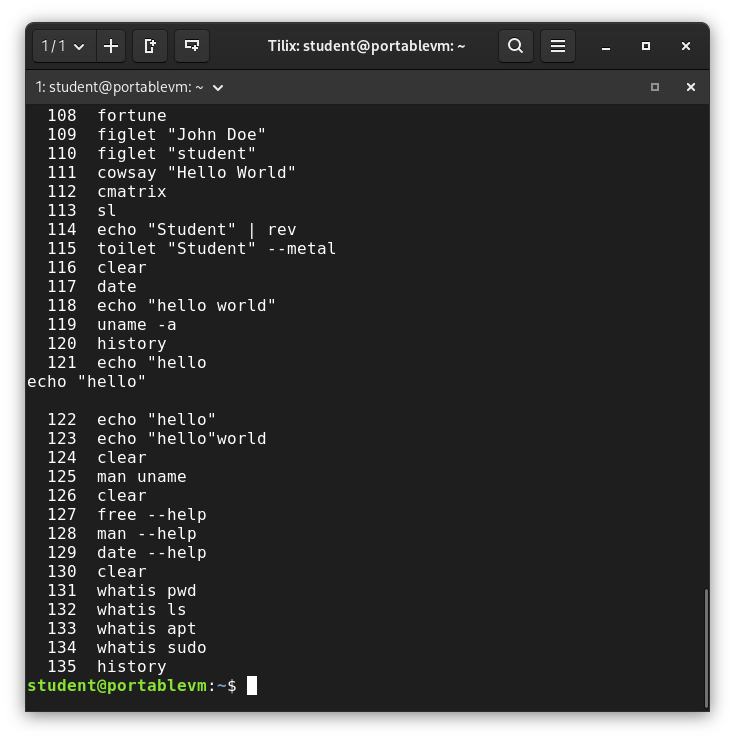 1 / 1
Tilix: student@portablevm: ~
1: student@portablevm: ~
108  fortune
109  figlet "John Doe"
110  figlet "student"
111  cowsay "Hello World"
112  cmatrix
113  sl
114  echo "Student" | rev
115  toilet "Student" --metal
116  clear
117  date
118  echo "hello world"
119  uname -a
120  history
121  echo "hello
echo "hello"
122  echo "hello"
123  echo "hello"world
124  clear
125  man uname
126  clear
127  free --help
128  man --help
129  date --help
130  clear
131  whatis pwd
132  whatis ls
133  whatis apt
134  whatis sudo
135  history
student@portablevm:~$